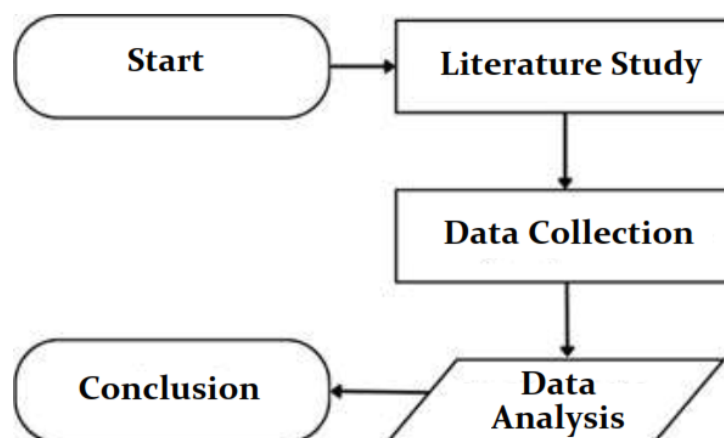 Start
Literature Study
Data Collection
Data
Analysis
Conclusion